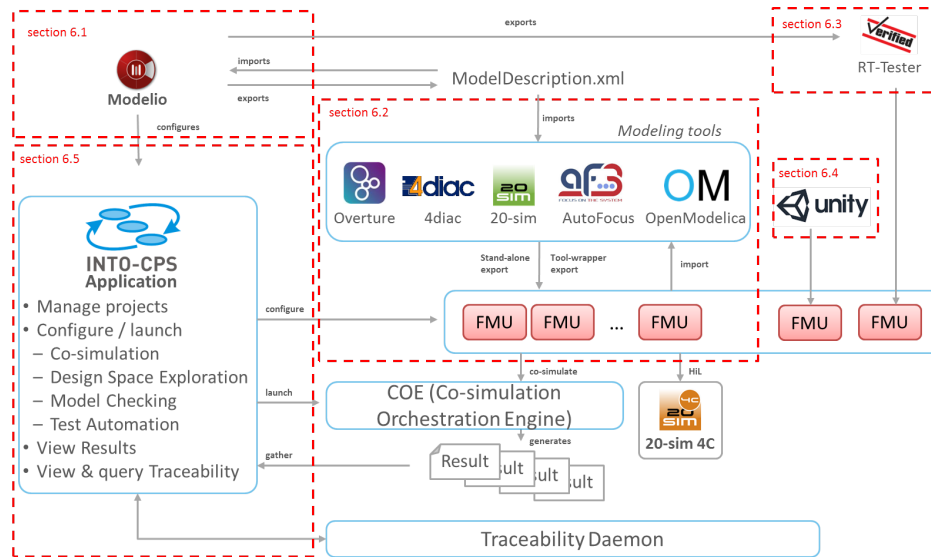 section 6.1
exports
section 6.3
Verified
RT-Tester
imports
ModelDescription.xml
Modelio
exports
configures
section 6.2
imports
Modeling tools
section 6.5
section 6.4
4diac
20
sim
AF3
FOCUS ON THE SYSTEM
OM
unity
Overture
4diac
20-sim
AutoFocus
OpenModelica
INTO-CPS
Application
Stand-alone
export
Tool-wrapper
export
import
• Manage projects
• Configure / launch
– Co-simulation
– Design Space Exploration
– Model Checking
– Test Automation
• View Results
• View & query Traceability
configure
FMU
FMU
...
FMU
FMU
FMU
co-simulate
HiL
launch
COE (Co-simulation
Orchestration Engine)
4C
20
sim
20-sim 4C
generates
gather
Result
sult
sult
Traceability Daemon